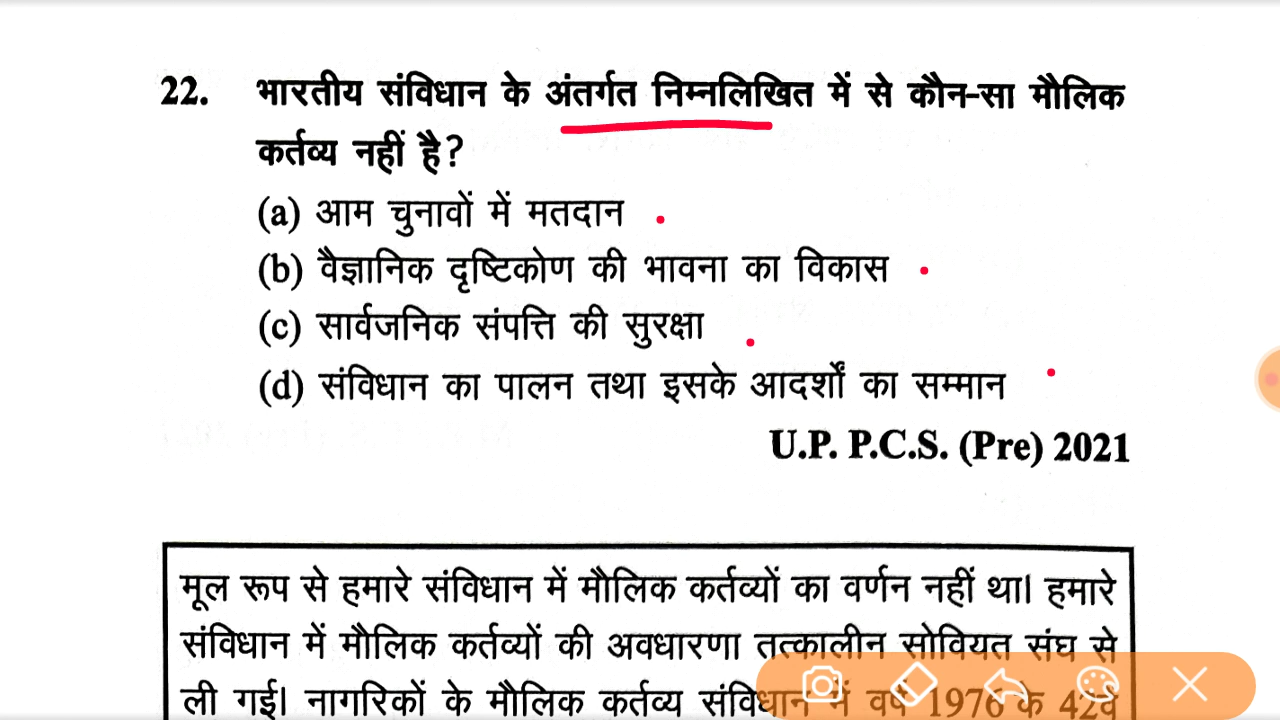 22. भारतीय संविधान के अंतर्गत निम्नलिखित में से कौन-सा मौलिक
कर्तव्य नहीं है?
(a) आम चुनावों में मतदान
(b) वैज्ञानिक दृष्टिकोण की भावना का विकास
(c) सार्वजनिक संपत्ति की सुरक्षा
(d) संविधान का पालन तथा इसके आदर्शों का सम्मान
U.P. P.C.S. (Pre) 2021
मूल रूप से हमारे संविधान में मौलिक कर्तव्यों का वर्णन नहीं था। हमारे
संविधान में मौलिक कर्तव्यों की अवधारणा तत्कालीन सोवियत संघ से
ली गई। नागरिकों के मौलिक कर्तव्य संविधान में वर्ष 1976 के 42वें